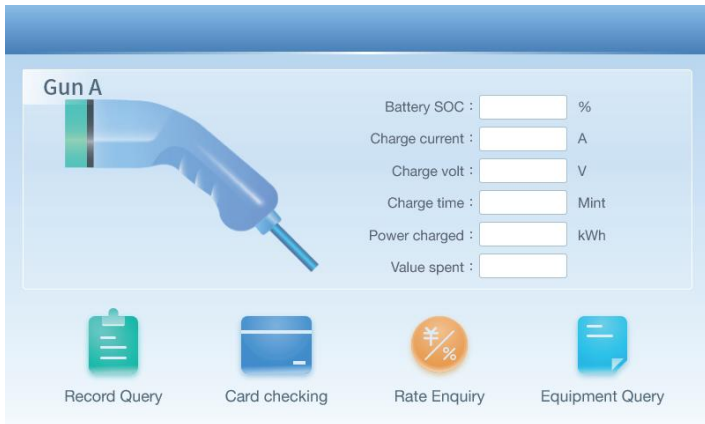 Gun A
Battery SOC： %
Charge current： A
Charge volt： V
Charge time： Mint
Power charged： kWh
Value spent：
¥/%
Record Query Card checking Rate Enquiry Equipment Query